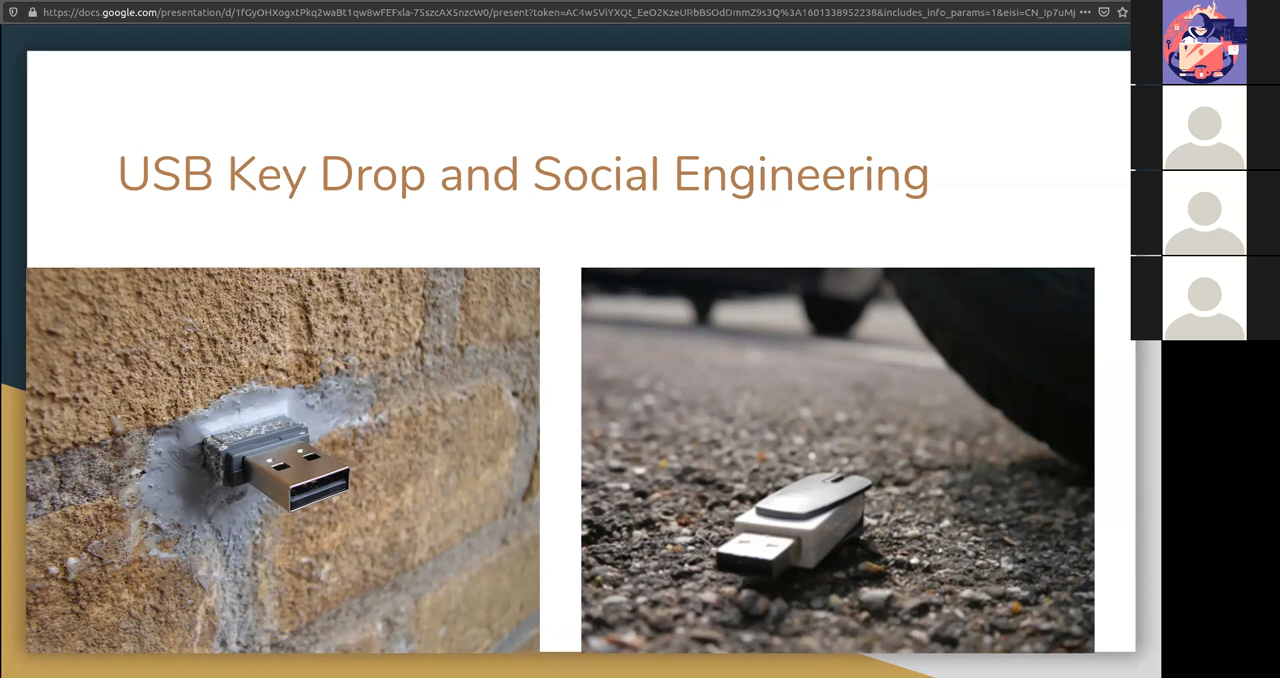 https://docs.google.com/presentation/d/1fGyOHXogxtPkq2waBt1qw8wFEFxla-75szcAX5nzcW0/present?token=AC4w5ViYXQt_EeO2KzeURbBSOdDmmZ9s3Q%3A1601338952238&includes_info_params=1&eisi=CN_Ip7uMj
USB Key Drop and Social Engineering